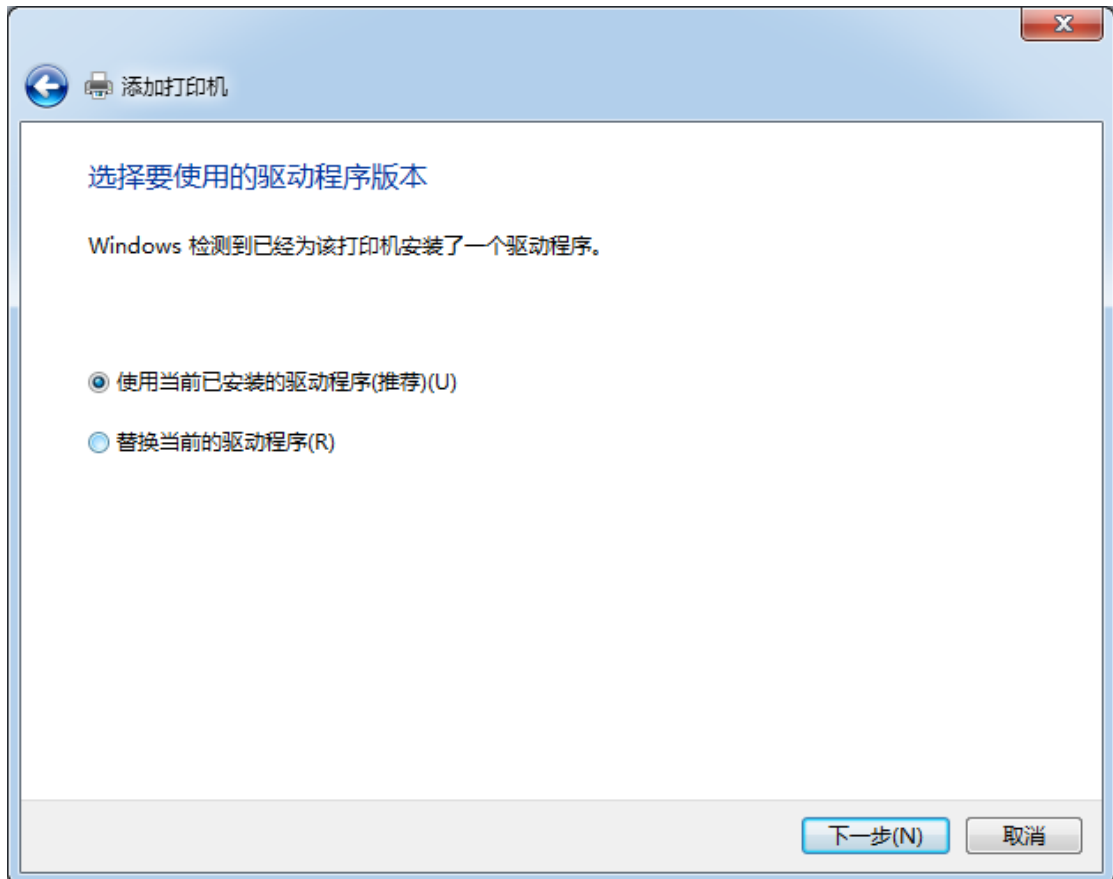 添加打印机
选择要使用的驱动程序版本
Windows 检测到已经为该打印机安装了一个驱动程序。
使用当前已安装的驱动程序(推荐)(U)
替换当前的驱动程序(R)
下一步(N)
取消